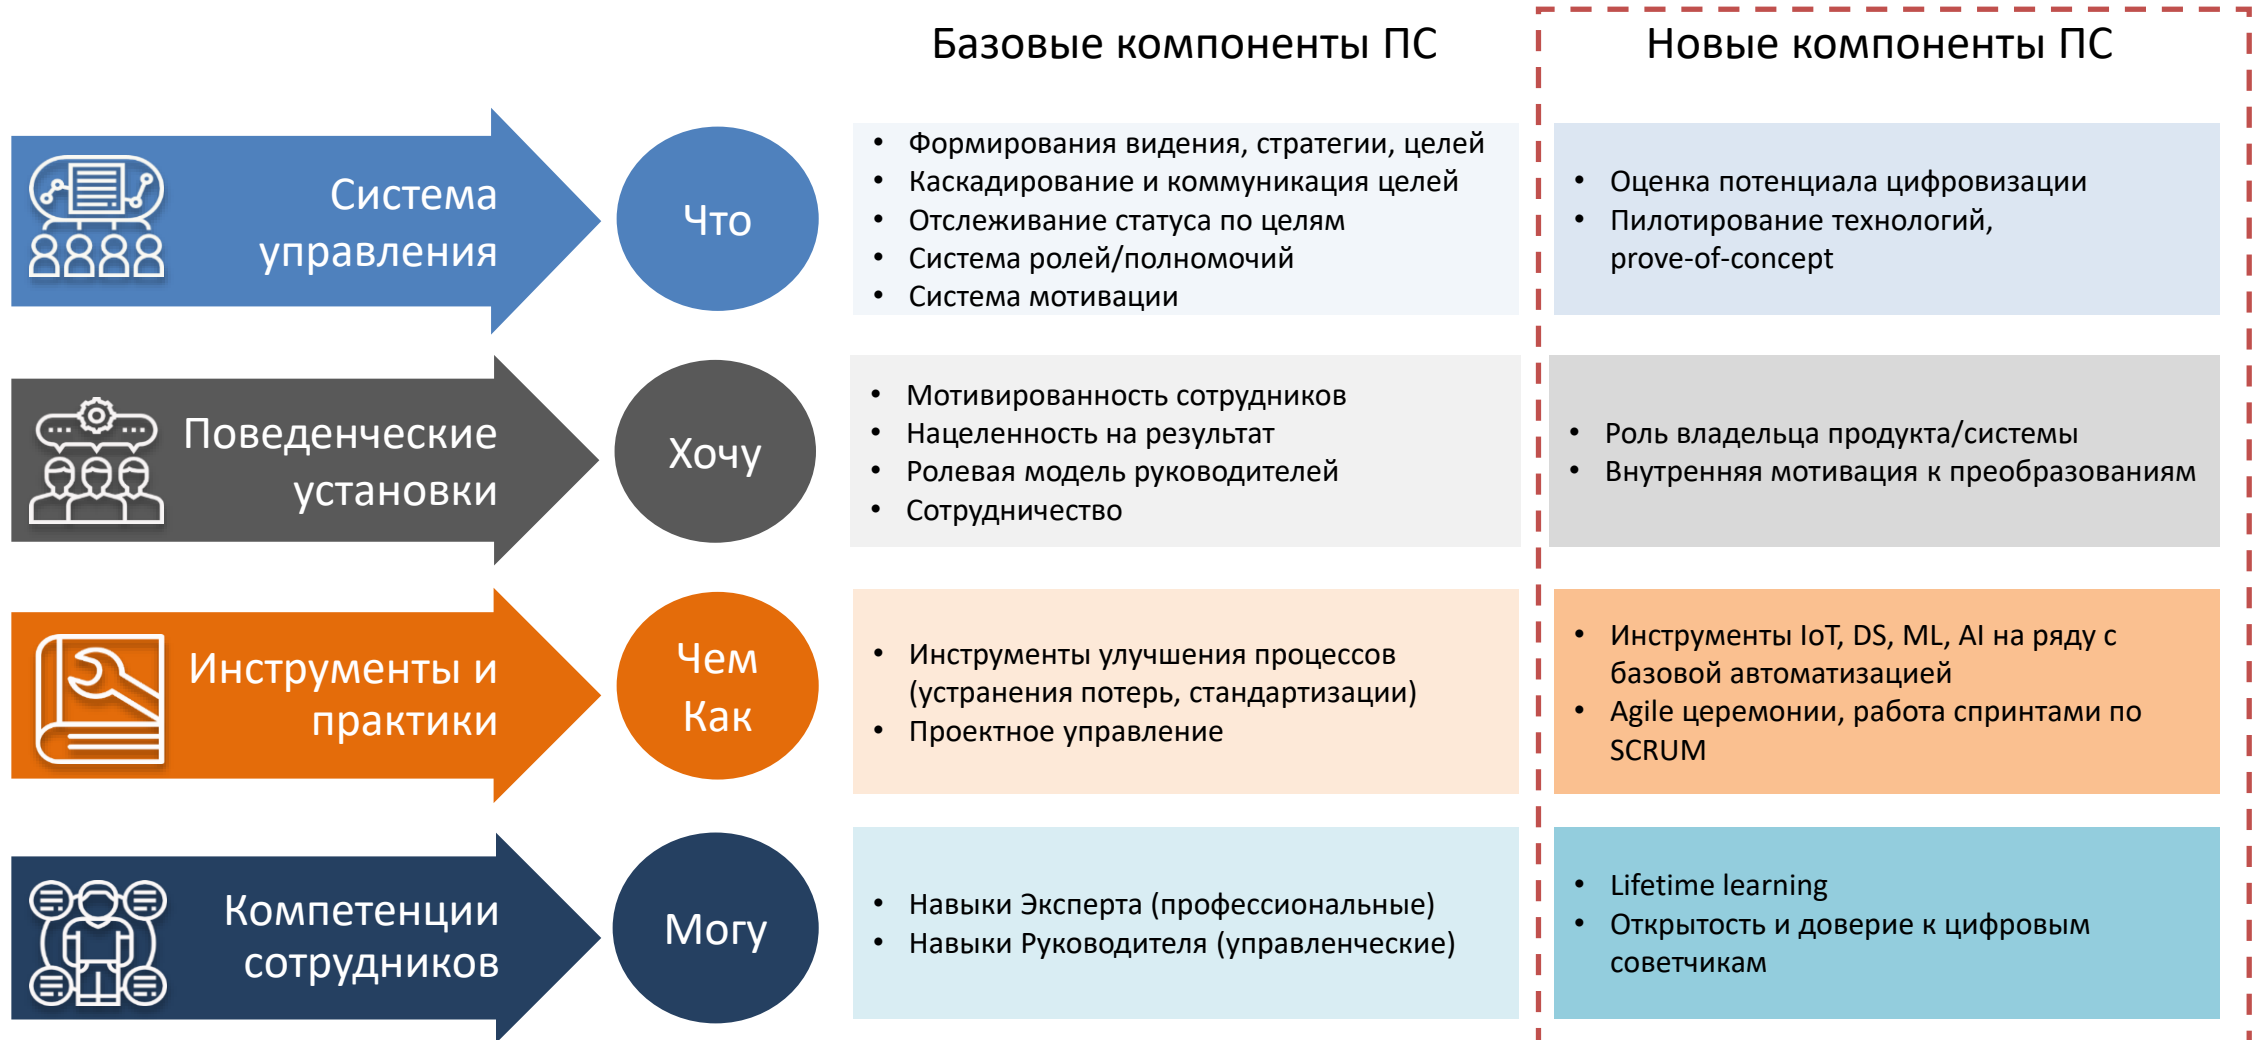 Базовые компоненты ПС
Новые компоненты ПС
Система
управления
Что
• Формирования видения, стратегии, целей
• Каскадирование и коммуникация целей
• Отслеживание статуса по целям
• Система ролей/полномочий
• Система мотивации
• Оценка потенциала цифровизации
• Пилотирование технологий,
prove-of-concept
Поведенческие
установки
Хочу
• Мотивированность сотрудников
• Нацеленность на результат
• Ролевая модель руководителей
• Сотрудничество
• Роль владельца продукта/системы
• Внутренняя мотивация к преобразованиям
Инструменты и
практики
Чем
Как
• Инструменты улучшения процессов
(устранения потерь, стандартизации)
• Проектное управление
• Инструменты IoT, DS, ML, AI на ряду с
базовой автоматизацией
• Agile церемонии, работа спринтами по
SCRUM
Компетенции
сотрудников
Могу
• Навыки Эксперта (профессиональные)
• Навыки Руководителя (управленческие)
• Lifetime learning
• Открытость и доверие к цифровым
советчикам